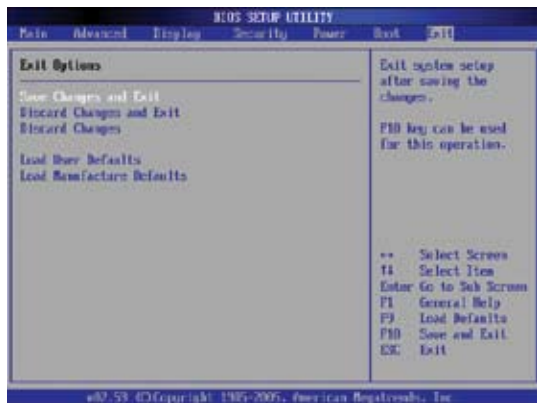 BIOS SETUP UTILITY
Main Advanced Display Security Power Boot Exit
Exit Options
Save Changes and Exit
Discard Changes and Exit
Discard Changes
Load User Defaults
Load Manufacture Defaults
Exit system setup
after saving the
changes.
F10 key can be used
for this operation.
Select Screen
↑↓ Select Item
Enter Go to Sub Screen
F1 General Help
F9 Load Defaults
F10 Save and Exit
ESC Exit
v02.59 (C)Copyright 1985-2005, American Megatrends, Inc